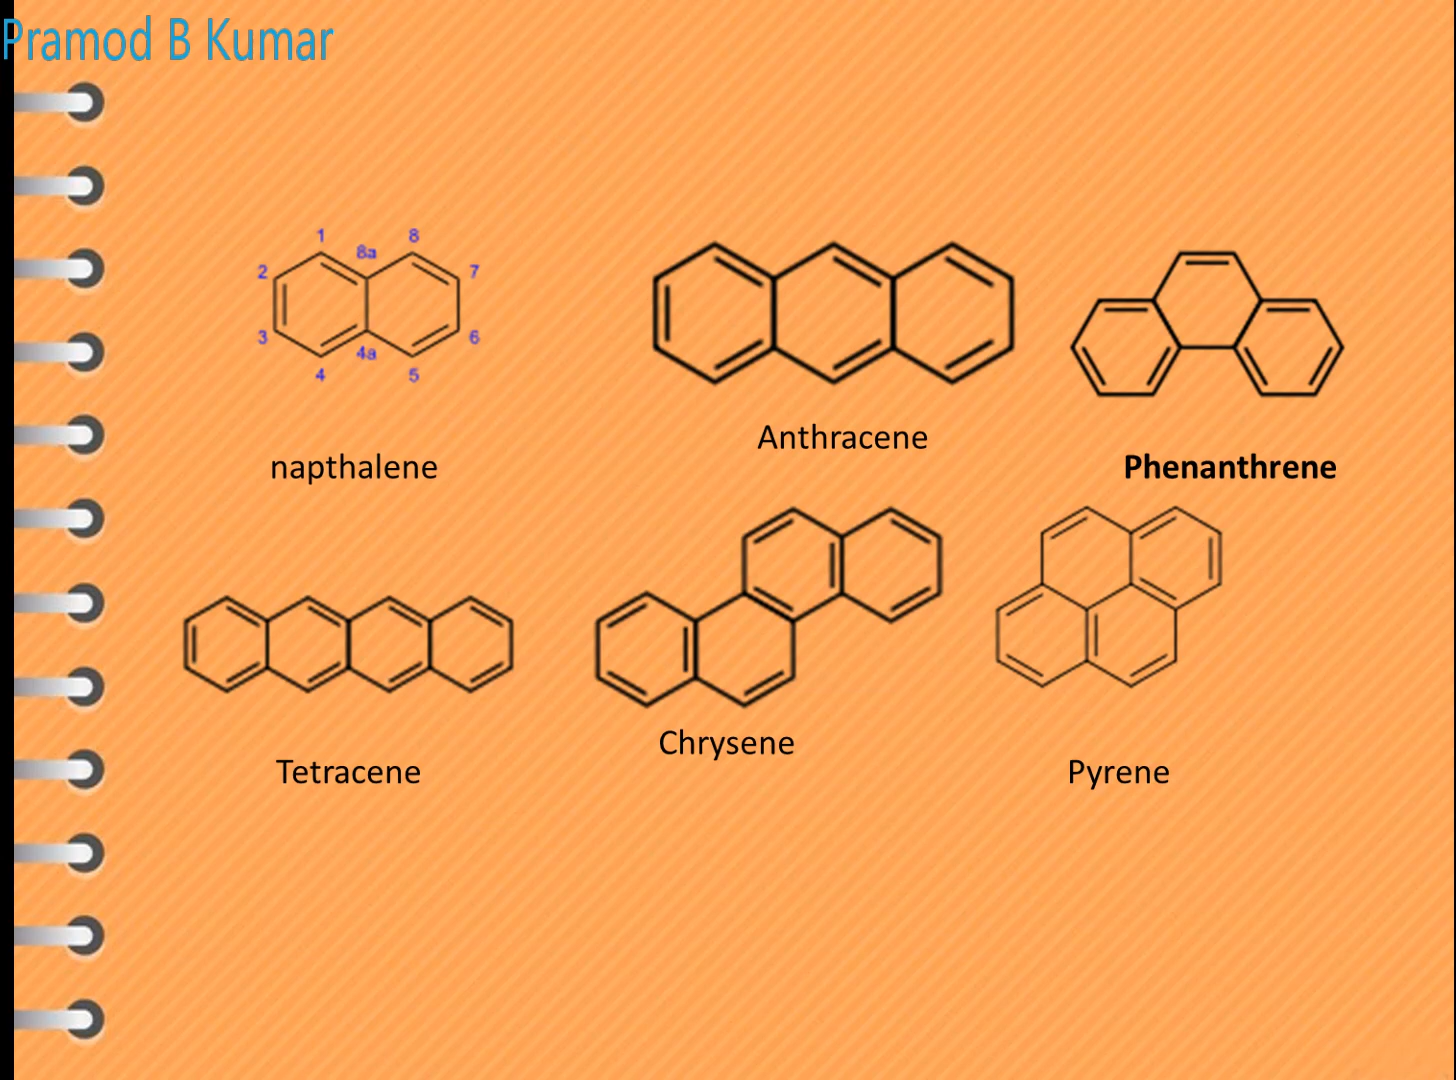 Pramod B Kumar
1
8a
8
2
7
3
6
4
4a
5
napthalene
Anthracene
Phenanthrene
Tetracene
Chrysene
Pyrene